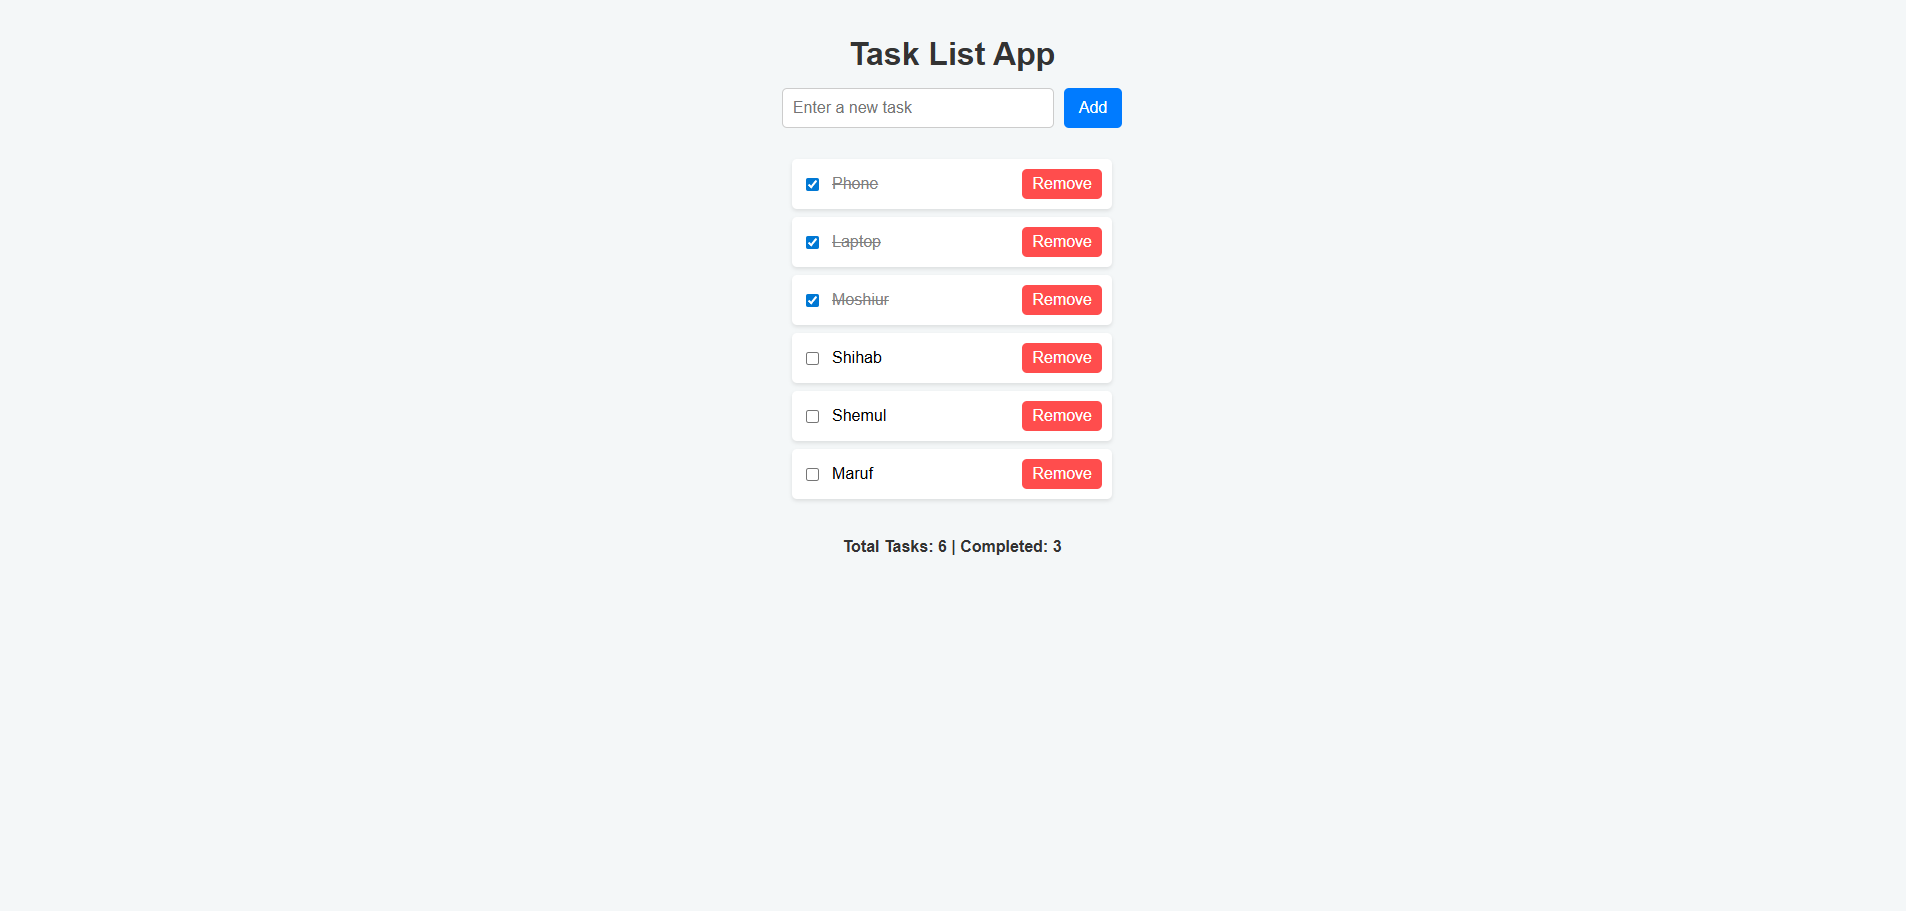 Task List App
Enter a new task Add
Phone Remove
Laptop Remove
Moshiur Remove
Shihab Remove
Shemul Remove
Maruf Remove
Total Tasks: 6 | Completed: 3